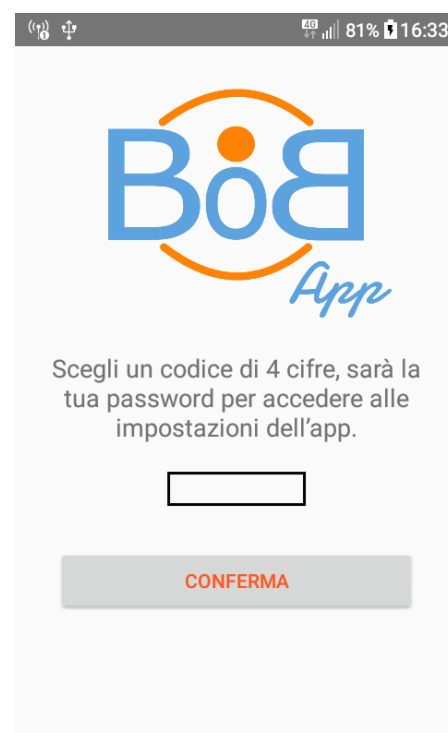 4G 81% 16:33
BoB
App
Scegli un codice di 4 cifre, sarà la
tua password per accedere alle
impostazioni dell'app.
CONFERMA